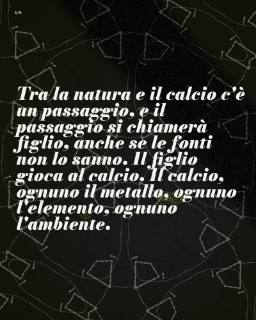 Tra la natura e il calcio c'è
un passaggio, e il
passaggio si chiamerà
figlio, anche se le fonti
non lo sanno. Il figlio
gioca al calcio. Il calcio,
ognuno il metallo, ognuno
l'elemento, ognuno
l'ambiente.